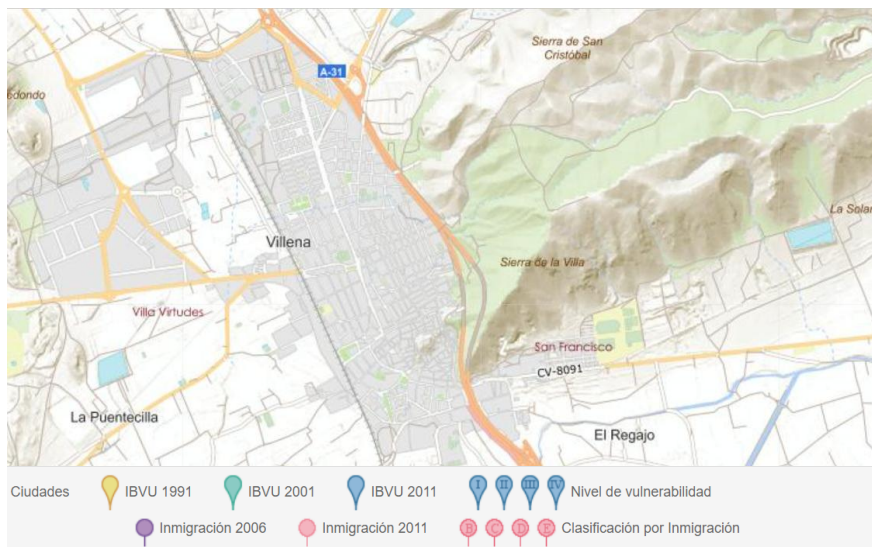 Sierra de San
Cristóbal
A-31
La Solan
Villena
Sierra de la Villa
Villa Virtudes
San Francisco
CV-8091
La Puentecilla
El Regajo
Ciudades
IBVU 1991
IBVU 2001
IBVU 2011
I II III IV
Nivel de vulnerabilidad
Inmigración 2006
Inmigración 2011
B C D E
Clasificación por Inmigración